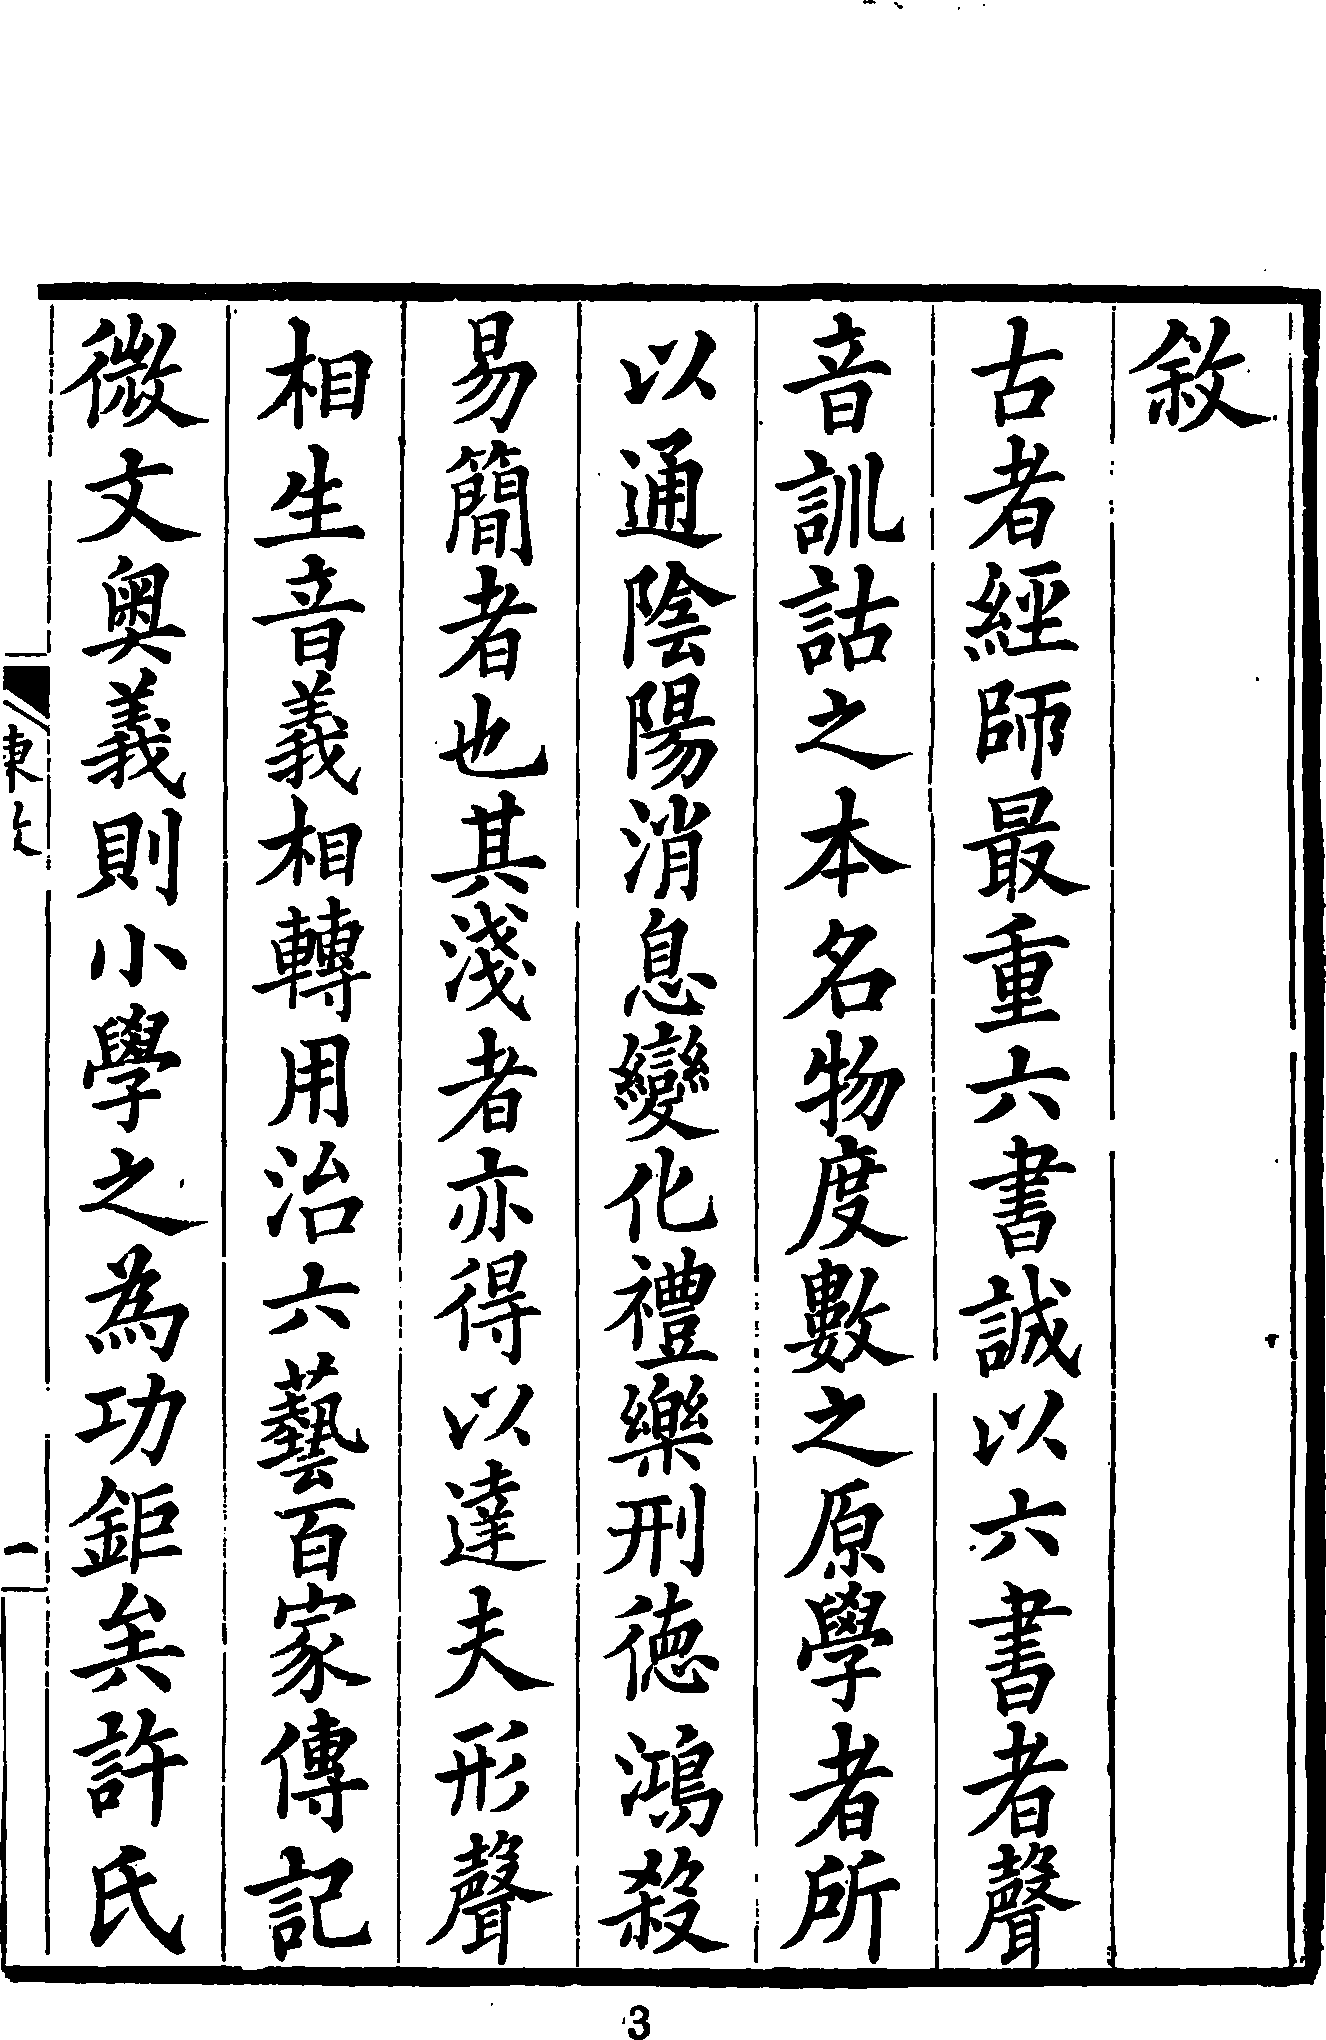 敘
古者經師最重六書誠以六書者聲
音訓詁之本名物度數之原學者所
以通陰陽消息變化禮樂刑德鴻殺
易簡者也其淺者亦得以達夫形聲
相生音義相轉用治六藝百家傳記
微文奧義則小學之為功鉅矣許氏
一
3